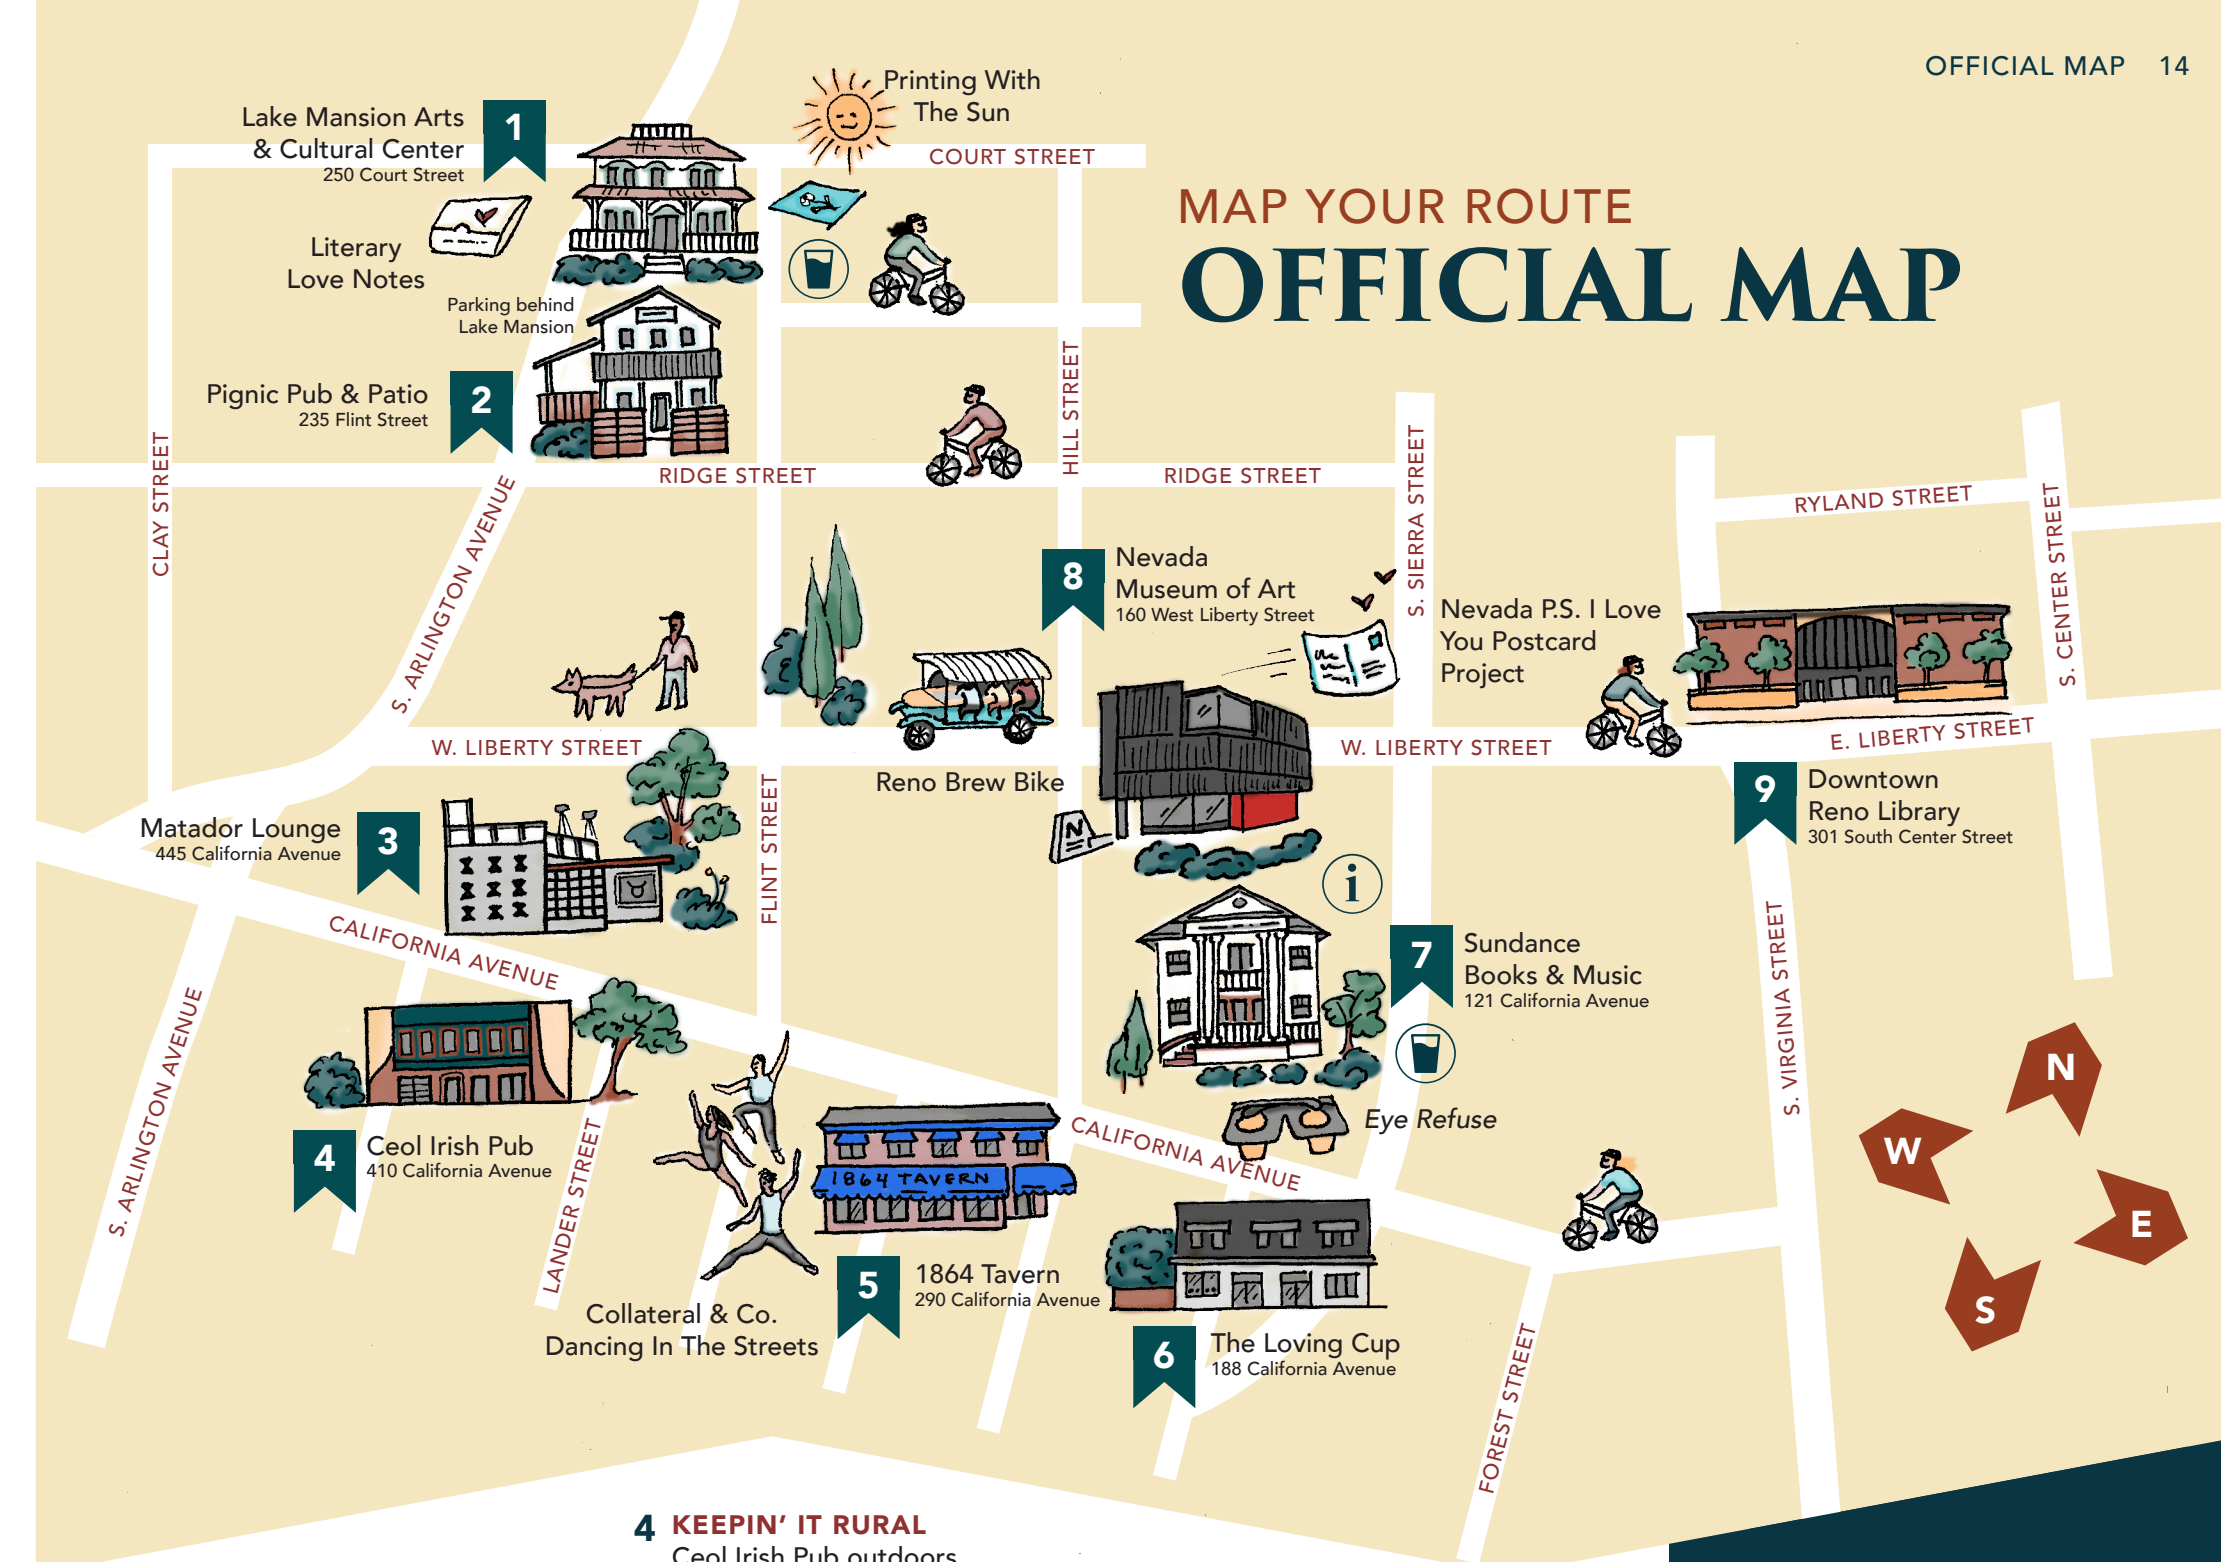 OFFICIAL MAP 14
MAP YOUR ROUTE
OFFICIAL MAP
Printing With
The Sun
Lake Mansion Arts
& Cultural Center
250 Court Street
1
COURT STREET
Literary
Love Notes
Parking behind
Lake Mansion
Pignic Pub & Patio
235 Flint Street
2
HILL STREET
CLAY STREET
RIDGE STREET
RIDGE STREET
S. ARLINGTON AVENUE
S. SIERRA STREET
RYLAND STREET
S. CENTER STREET
8
Nevada
Museum of Art
160 West Liberty Street
Nevada P.S. I Love
You Postcard
Project
W. LIBERTY STREET
W. LIBERTY STREET
E. LIBERTY STREET
Reno Brew Bike
N
9
Downtown
Reno Library
301 South Center Street
Matador Lounge
445 California Avenue
3
FLINT STREET
i
CALIFORNIA AVENUE
7
Sundance
Books & Music
121 California Avenue
S. VIRGINIA STREET
S. ARLINGTON AVENUE
4
Ceol Irish Pub
410 California Avenue
LANDER STREET
1864 TAVERN
CALIFORNIA AVENUE
Eye Refuse
N
W
E
S
5
1864 Tavern
290 California Avenue
Collateral & Co.
Dancing In The Streets
6
The Loving Cup
188 California Avenue
FOREST STREET
4 KEEPIN' IT RURAL
Ceol Irish Pub outdoors